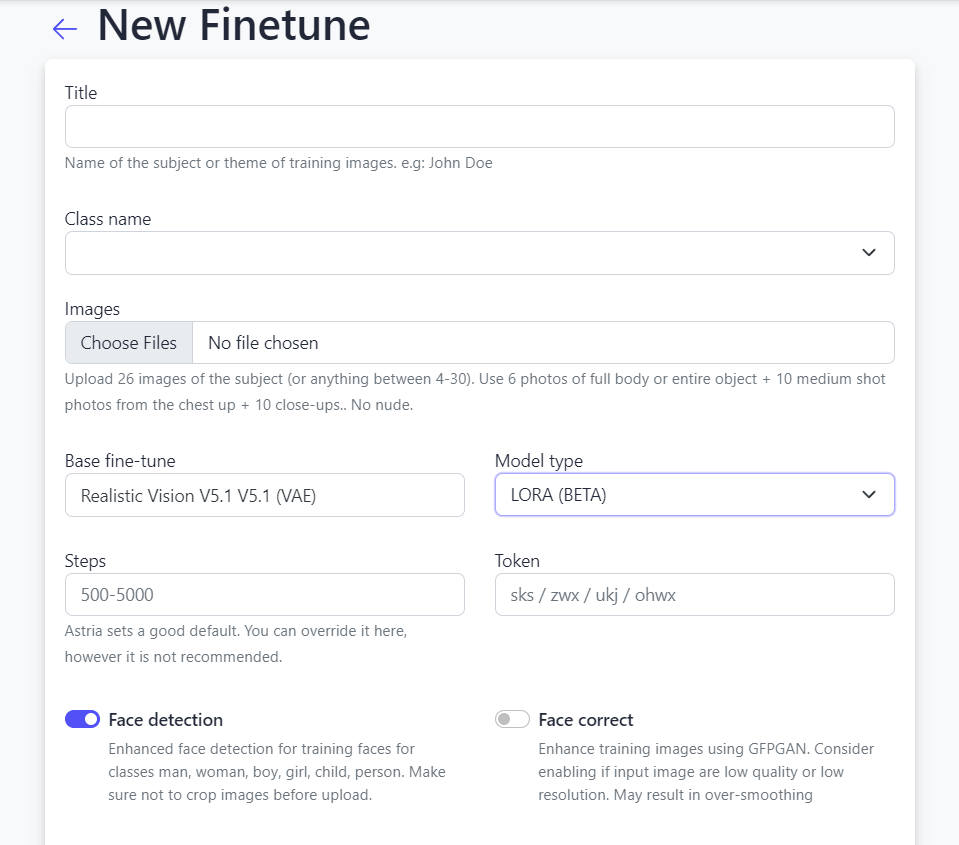 New Finetune
Title
Name of the subject or theme of training images. e.g: John Doe
Class name
Images
Choose Files No file chosen
Upload 26 images of the subject (or anything between 4-30). Use 6 photos of full body or entire object + 10 medium shot
photos from the chest up + 10 close-ups.. No nude.
Base fine-tune
Realistic Vision V5.1 V5.1 (VAE)
Model type
LORA (BETA)
Steps
500-5000
Astria sets a good default. You can override it here,
however it is not recommended.
Token
sks / zwx / ukj / ohwx
Face detection
Enhanced face detection for training faces for
classes man, woman, boy, girl, child, person. Make
sure not to crop images before upload.
Face correct
Enhance training images using GFPGAN. Consider
enabling if input image are low quality or low
resolution. May result in over-smoothing